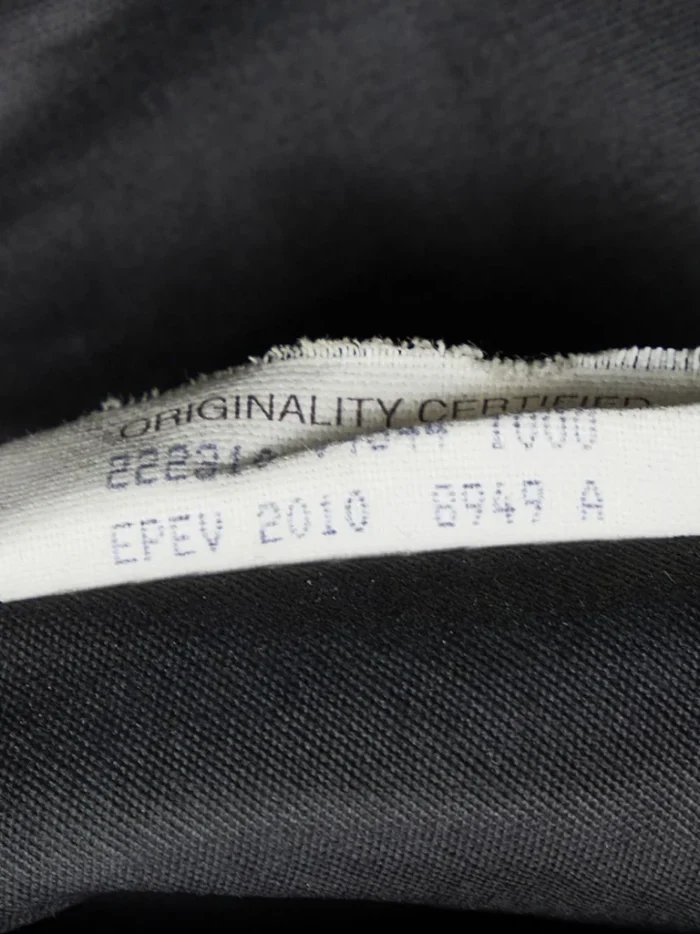 ORIGINALITY CERTIFIED
1000
EPEV 2010 8949 A